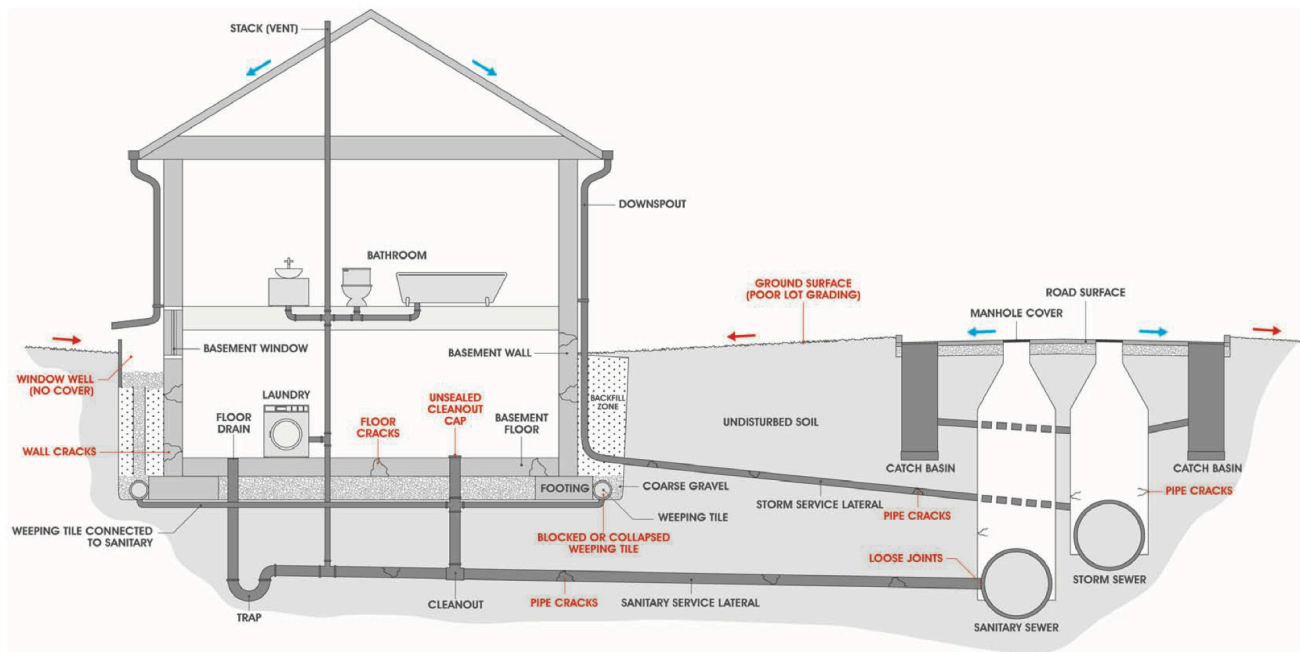 STACK (VENT)
DOWNSPOUT
BATHROOM
GROUND SURFACE
(POOR LOT GRADING)
ROAD SURFACE
MANHOLE COVER
BASEMENT WINDOW
BASEMENT WALL
WINDOW WELL
(NO COVER)
LAUNDRY
UNSEALED
CLEANOUT
CAP
BACKFILL
ZONE
FLOOR
DRAIN
FLOOR
CRACKS
BASEMENT
FLOOR
UNDISTURBED SOIL
WALL CRACKS
CATCH BASIN
CATCH BASIN
FOOTING
COARSE GRAVEL
PIPE CRACKS
STORM SERVICE LATERAL
WEEPING TILE
PIPE CRACKS
WEEPING TILE CONNECTED
TO SANITARY
BLOCKED OR COLLAPSED
WEEPING TILE
LOOSE JOINTS
STORM SEWER
CLEANOUT
PIPE CRACKS
SANITARY SERVICE LATERAL
TRAP
SANITARY SEWER